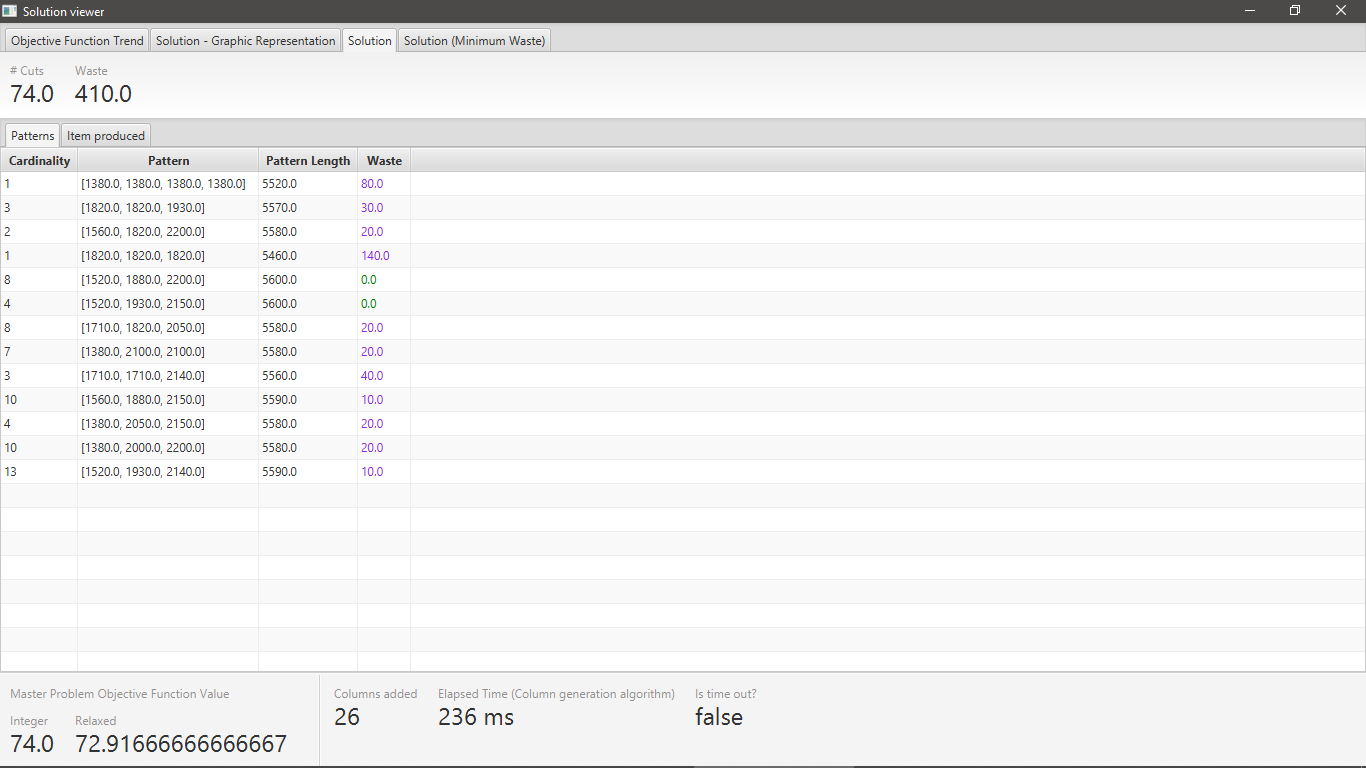 Solution viewer
Objective Function Trend Solution - Graphic Representation Solution Solution (Minimum Waste)
# Cuts Waste
74.0 410.0
Patterns Item produced
Cardinality Pattern Pattern Length Waste
1 [1380.0, 1380.0, 1380.0, 1380.0] 5520.0 80.0
3 [1820.0, 1820.0, 1930.0] 5570.0 30.0
2 [1560.0, 1820.0, 2200.0] 5580.0 20.0
1 [1820.0, 1820.0, 1820.0] 5460.0 140.0
8 [1520.0, 1880.0, 2200.0] 5600.0 0.0
4 [1520.0, 1930.0, 2150.0] 5600.0 0.0
8 [1710.0, 1820.0, 2050.0] 5580.0 20.0
7 [1380.0, 2100.0, 2100.0] 5580.0 20.0
3 [1710.0, 1710.0, 2140.0] 5560.0 40.0
10 [1560.0, 1880.0, 2150.0] 5590.0 10.0
4 [1380.0, 2050.0, 2150.0] 5580.0 20.0
10 [1380.0, 2000.0, 2200.0] 5580.0 20.0
13 [1520.0, 1930.0, 2140.0] 5590.0 10.0
Master Problem Objective Function Value
Integer Relaxed
74.0 72.91666666666667
Columns added Elapsed Time (Column generation algorithm) Is time out?
26 236 ms false